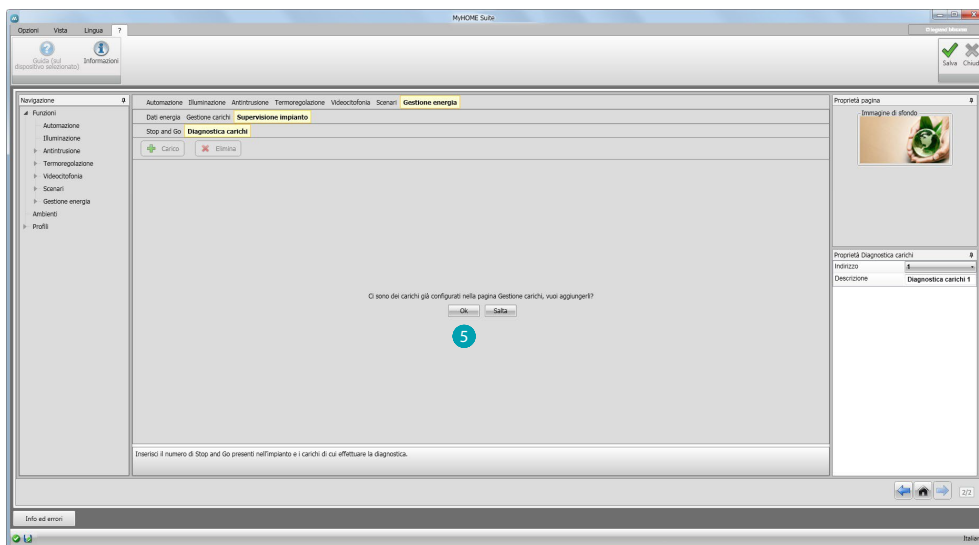 MyHOME Suite
Opzioni Vista Lingua ?
Guida (sul dispositivo selezionato)
Informazioni
Salva Chiudi
Navigazione
Funzioni
Automazione
Illuminazione
Antintrusione
Termoregolazione
Videocitofonia
Scenari
Gestione energia
Ambienti
Profili
Automazione Illuminazione Antintrusione Termoregolazione Videocitofonia Scenari Gestione energia
Dati energia Gestione carichi Supervisione impianto
Stop and Go Diagnostica carichi
Carico Elimina
Ci sono dei carichi già configurati nella pagina Gestione carichi, vuoi aggiungerli?
Ok Salta
5
Inserisci il numero di Stop and Go presenti nell'impianto e i carichi di cui effettuare la diagnostica.
Proprietà pagina
Immagine di sfondo
Proprietà Diagnostica carichi
Indirizzo 1
Descrizione Diagnostica carichi 1
2/2
Info ed errori